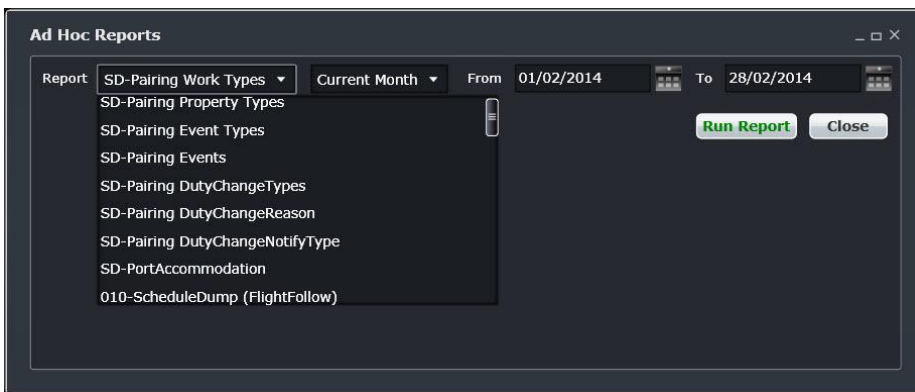 Ad Hoc Reports
Report SD-Pairing Work Types Current Month From 01/02/2014 To 28/02/2014
SD-Pairing Property Types
SD-Pairing Event Types
Run Report Close
SD-Pairing Events
SD-Pairing DutyChangeTypes
SD-Pairing DutyChangeReason
SD-Pairing DutyChangeNotifyType
SD-PortAccommodation
010-ScheduleDump (FlightFollow)